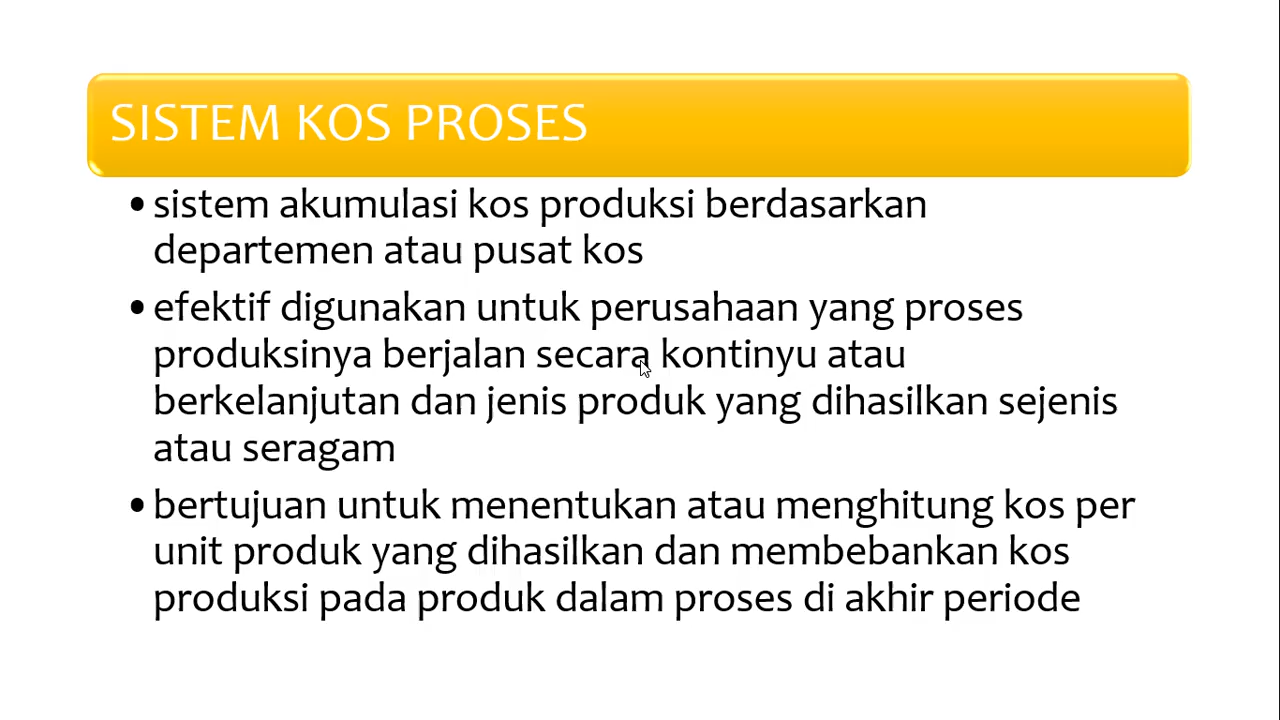 SISTEM KOS PROSES
• sistem akumulasi kos produksi berdasarkan
departemen atau pusat kos
• efektif digunakan untuk perusahaan yang proses
produksinya berjalan secara kontinyu atau
berkelanjutan dan jenis produk yang dihasilkan sejenis
atau seragam
• bertujuan untuk menentukan atau menghitung kos per
unit produk yang dihasilkan dan membebankan kos
produksi pada produk dalam proses di akhir periode